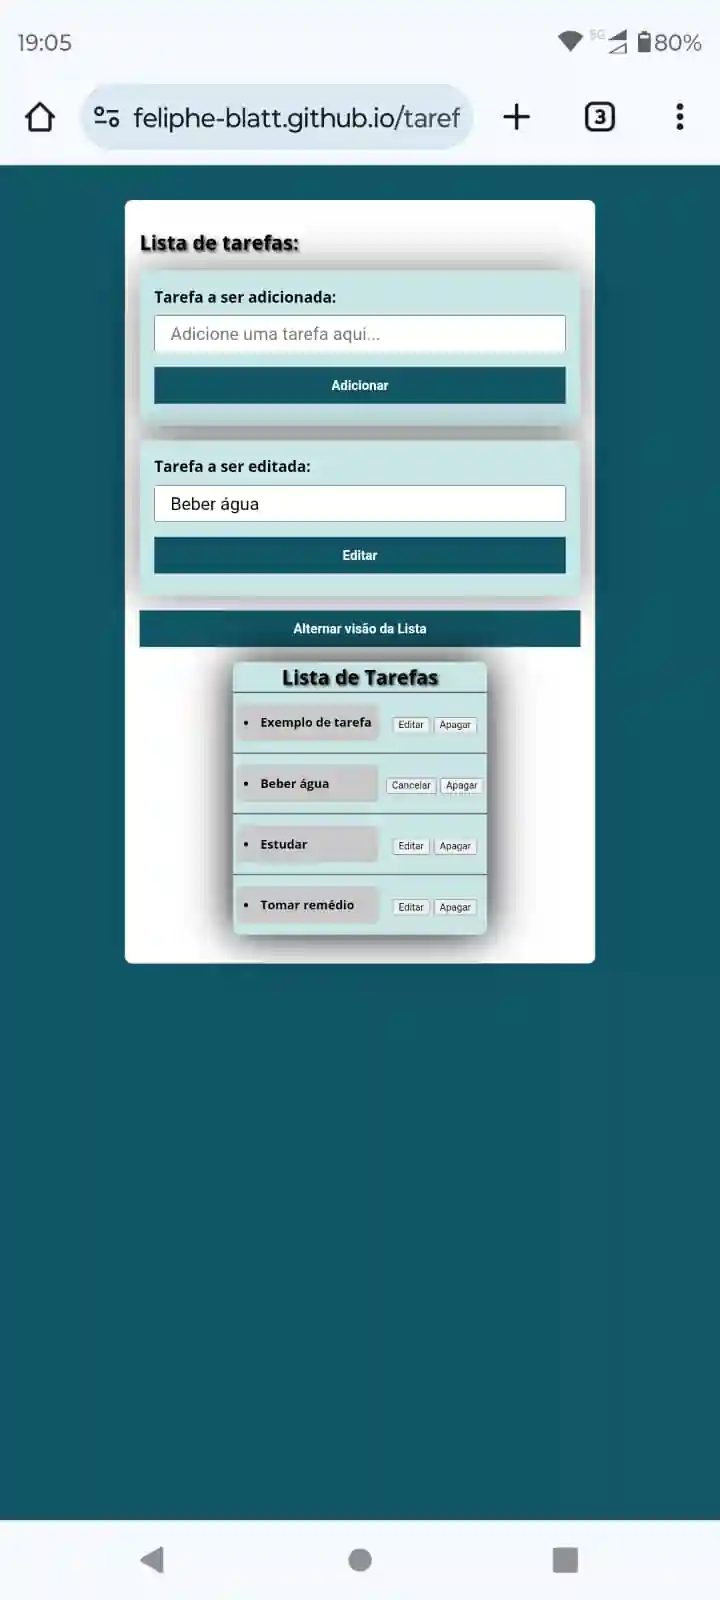 19:05
5G
80%
feliphe-blatt.github.io/taref
3
Lista de tarefas:
Tarefa a ser adicionada:
Adicione uma tarefa aqui...
Adicionar
Tarefa a ser editada:
Beber água
Editar
Alternar visão da Lista
Lista de Tarefas
• Exemplo de tarefa Editar Apagar
• Beber água Cancelar Apagar
• Estudar Editar Apagar
• Tomar remédio Editar Apagar